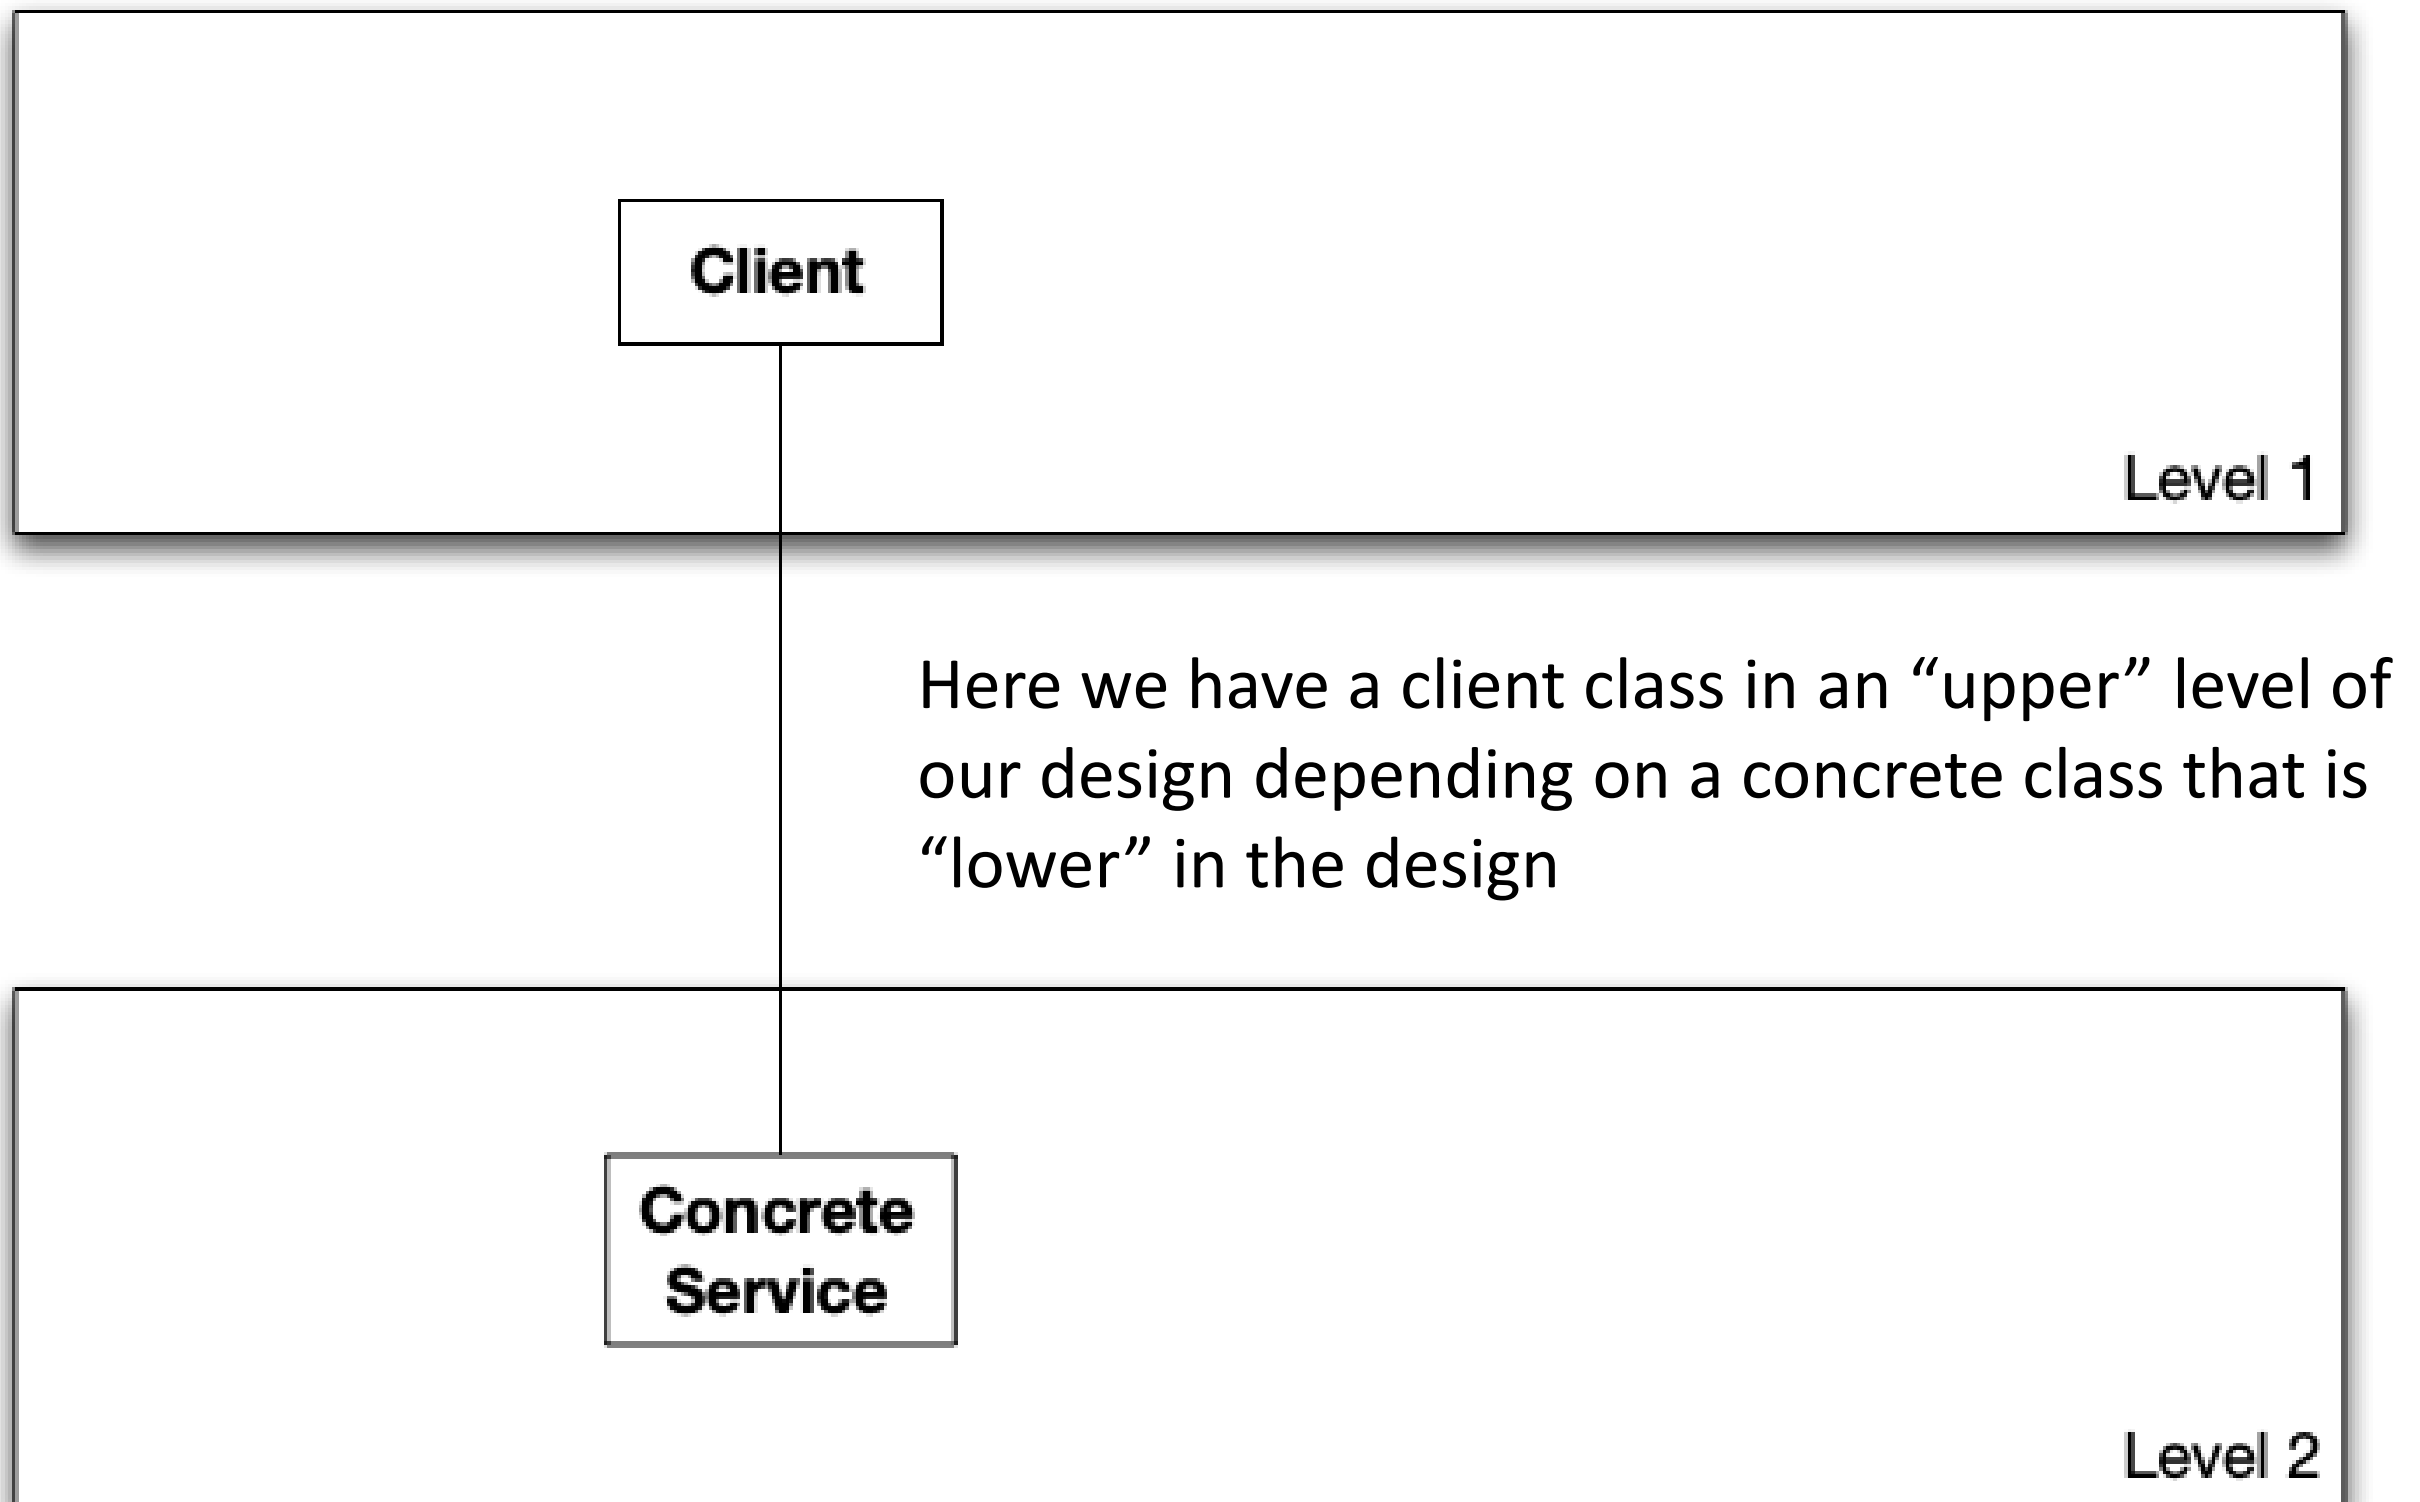 Client
Level 1
Here we have a client class in an “upper” level of
our design depending on a concrete class that is
“lower” in the design
Concrete
Service
Level 2